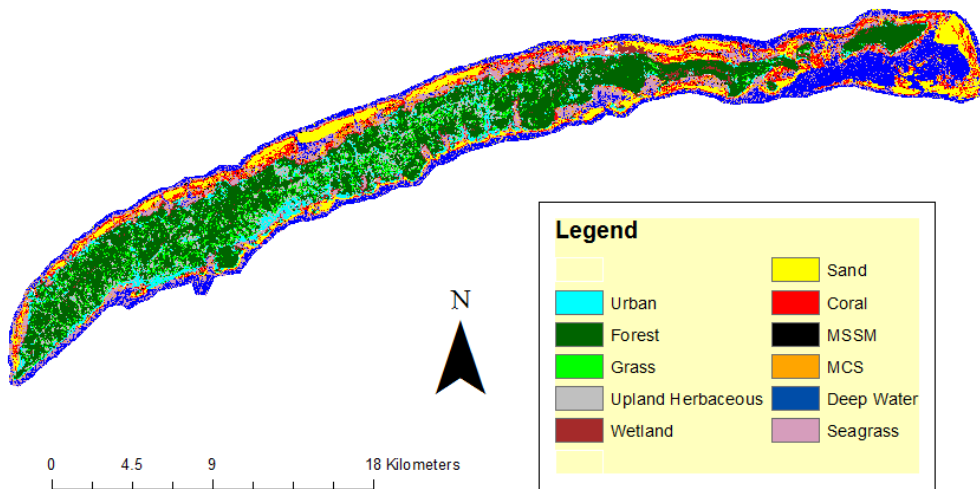 N
0 4.5 9 18 Kilometers
Legend
Urban
Forest
Grass
Upland Herbaceous
Wetland
Sand
Coral
MSSM
MCS
Deep Water
Seagrass